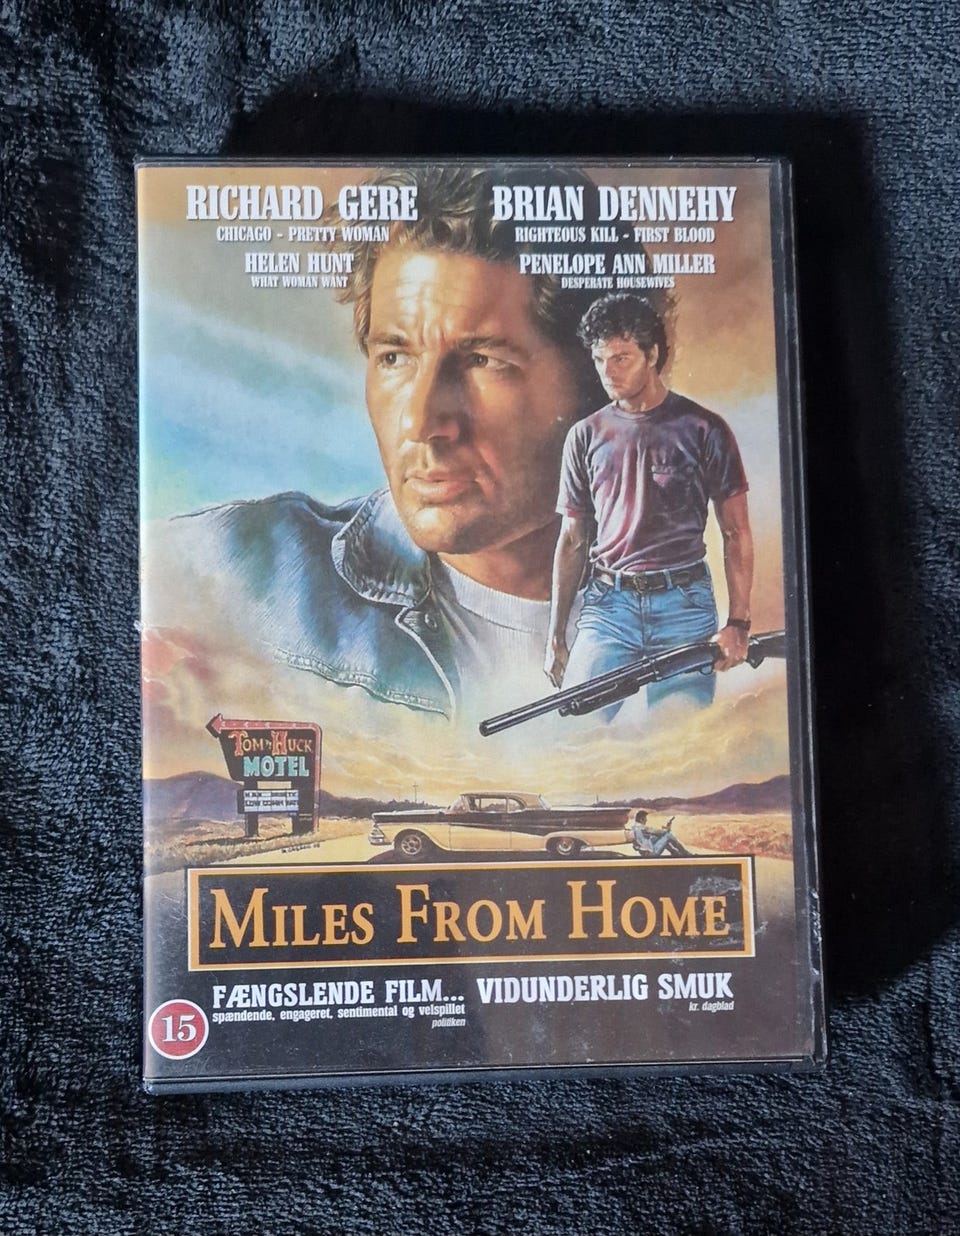 RICHARD GERE
CHICAGO - PRETTY WOMAN
HELEN HUNT
WHAT WOMAN WANT
BRIAN DENNEHY
RIGHTEOUS KILL - FIRST BLOOD
PENELOPE ANN MILLER
DESPERATE HOUSEWIVES
TOM 'N HUCK
MOTEL
MILES FROM HOME
FÆNGSLENDE FILM...
spændende, engageret, sentimental og velspillet
politiken
VIDUNDERLIG SMUK
kr. dagblad
15